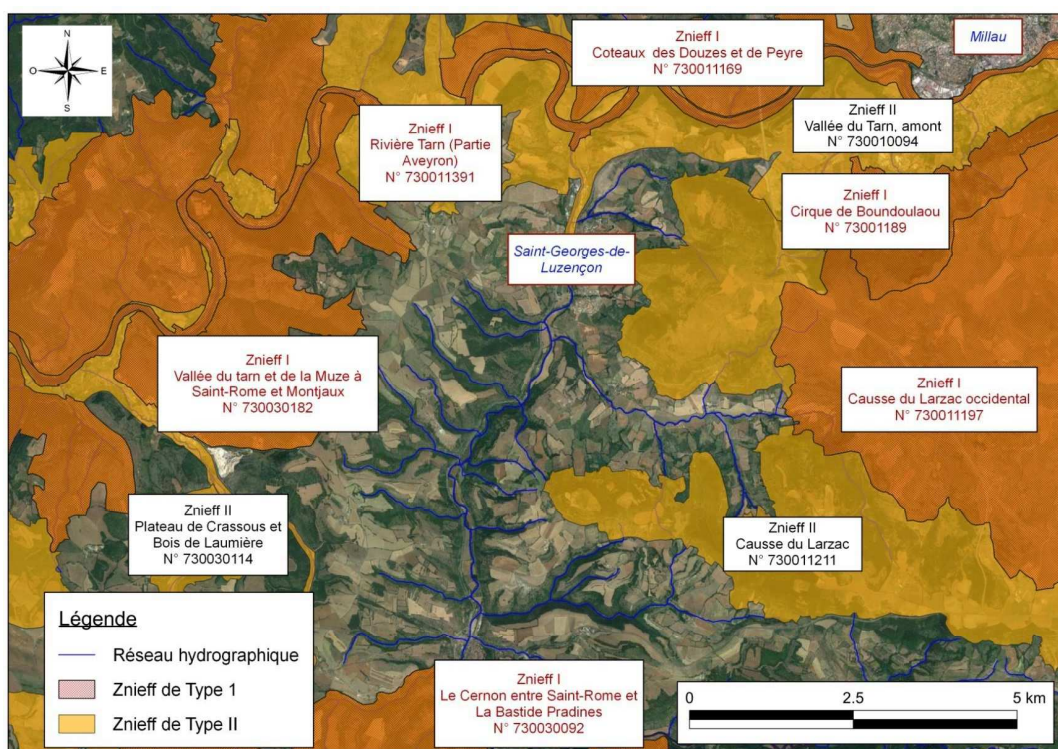 N
O
E
S
Znieff I
Coteaux des Douzes et de Peyre
N° 730011169
Millau
Znieff I
Rivière Tarn (Partie
Aveyron)
N° 730011391
Znieff II
Vallée du Tarn, amont
N° 730010094
Znieff I
Cirque de Boundoulaou
N° 73001189
Saint-Georges-de-
Luzençon
Znieff I
Vallée du tarn et de la Muze à
Saint-Rome et Montjaux
N° 730030182
Znieff I
Causse du Larzac occidental
N° 730011197
Znieff II
Plateau de Crassous et
Bois de Laumière
N° 730030114
Znieff II
Causse du Larzac
N° 730011211
Légende
Réseau hydrographique
Znieff de Type 1
Znieff de Type II
Znieff I
Le Cernon entre Saint-Rome et
La Bastide Pradines
N° 730030092
0 2.5 5 km